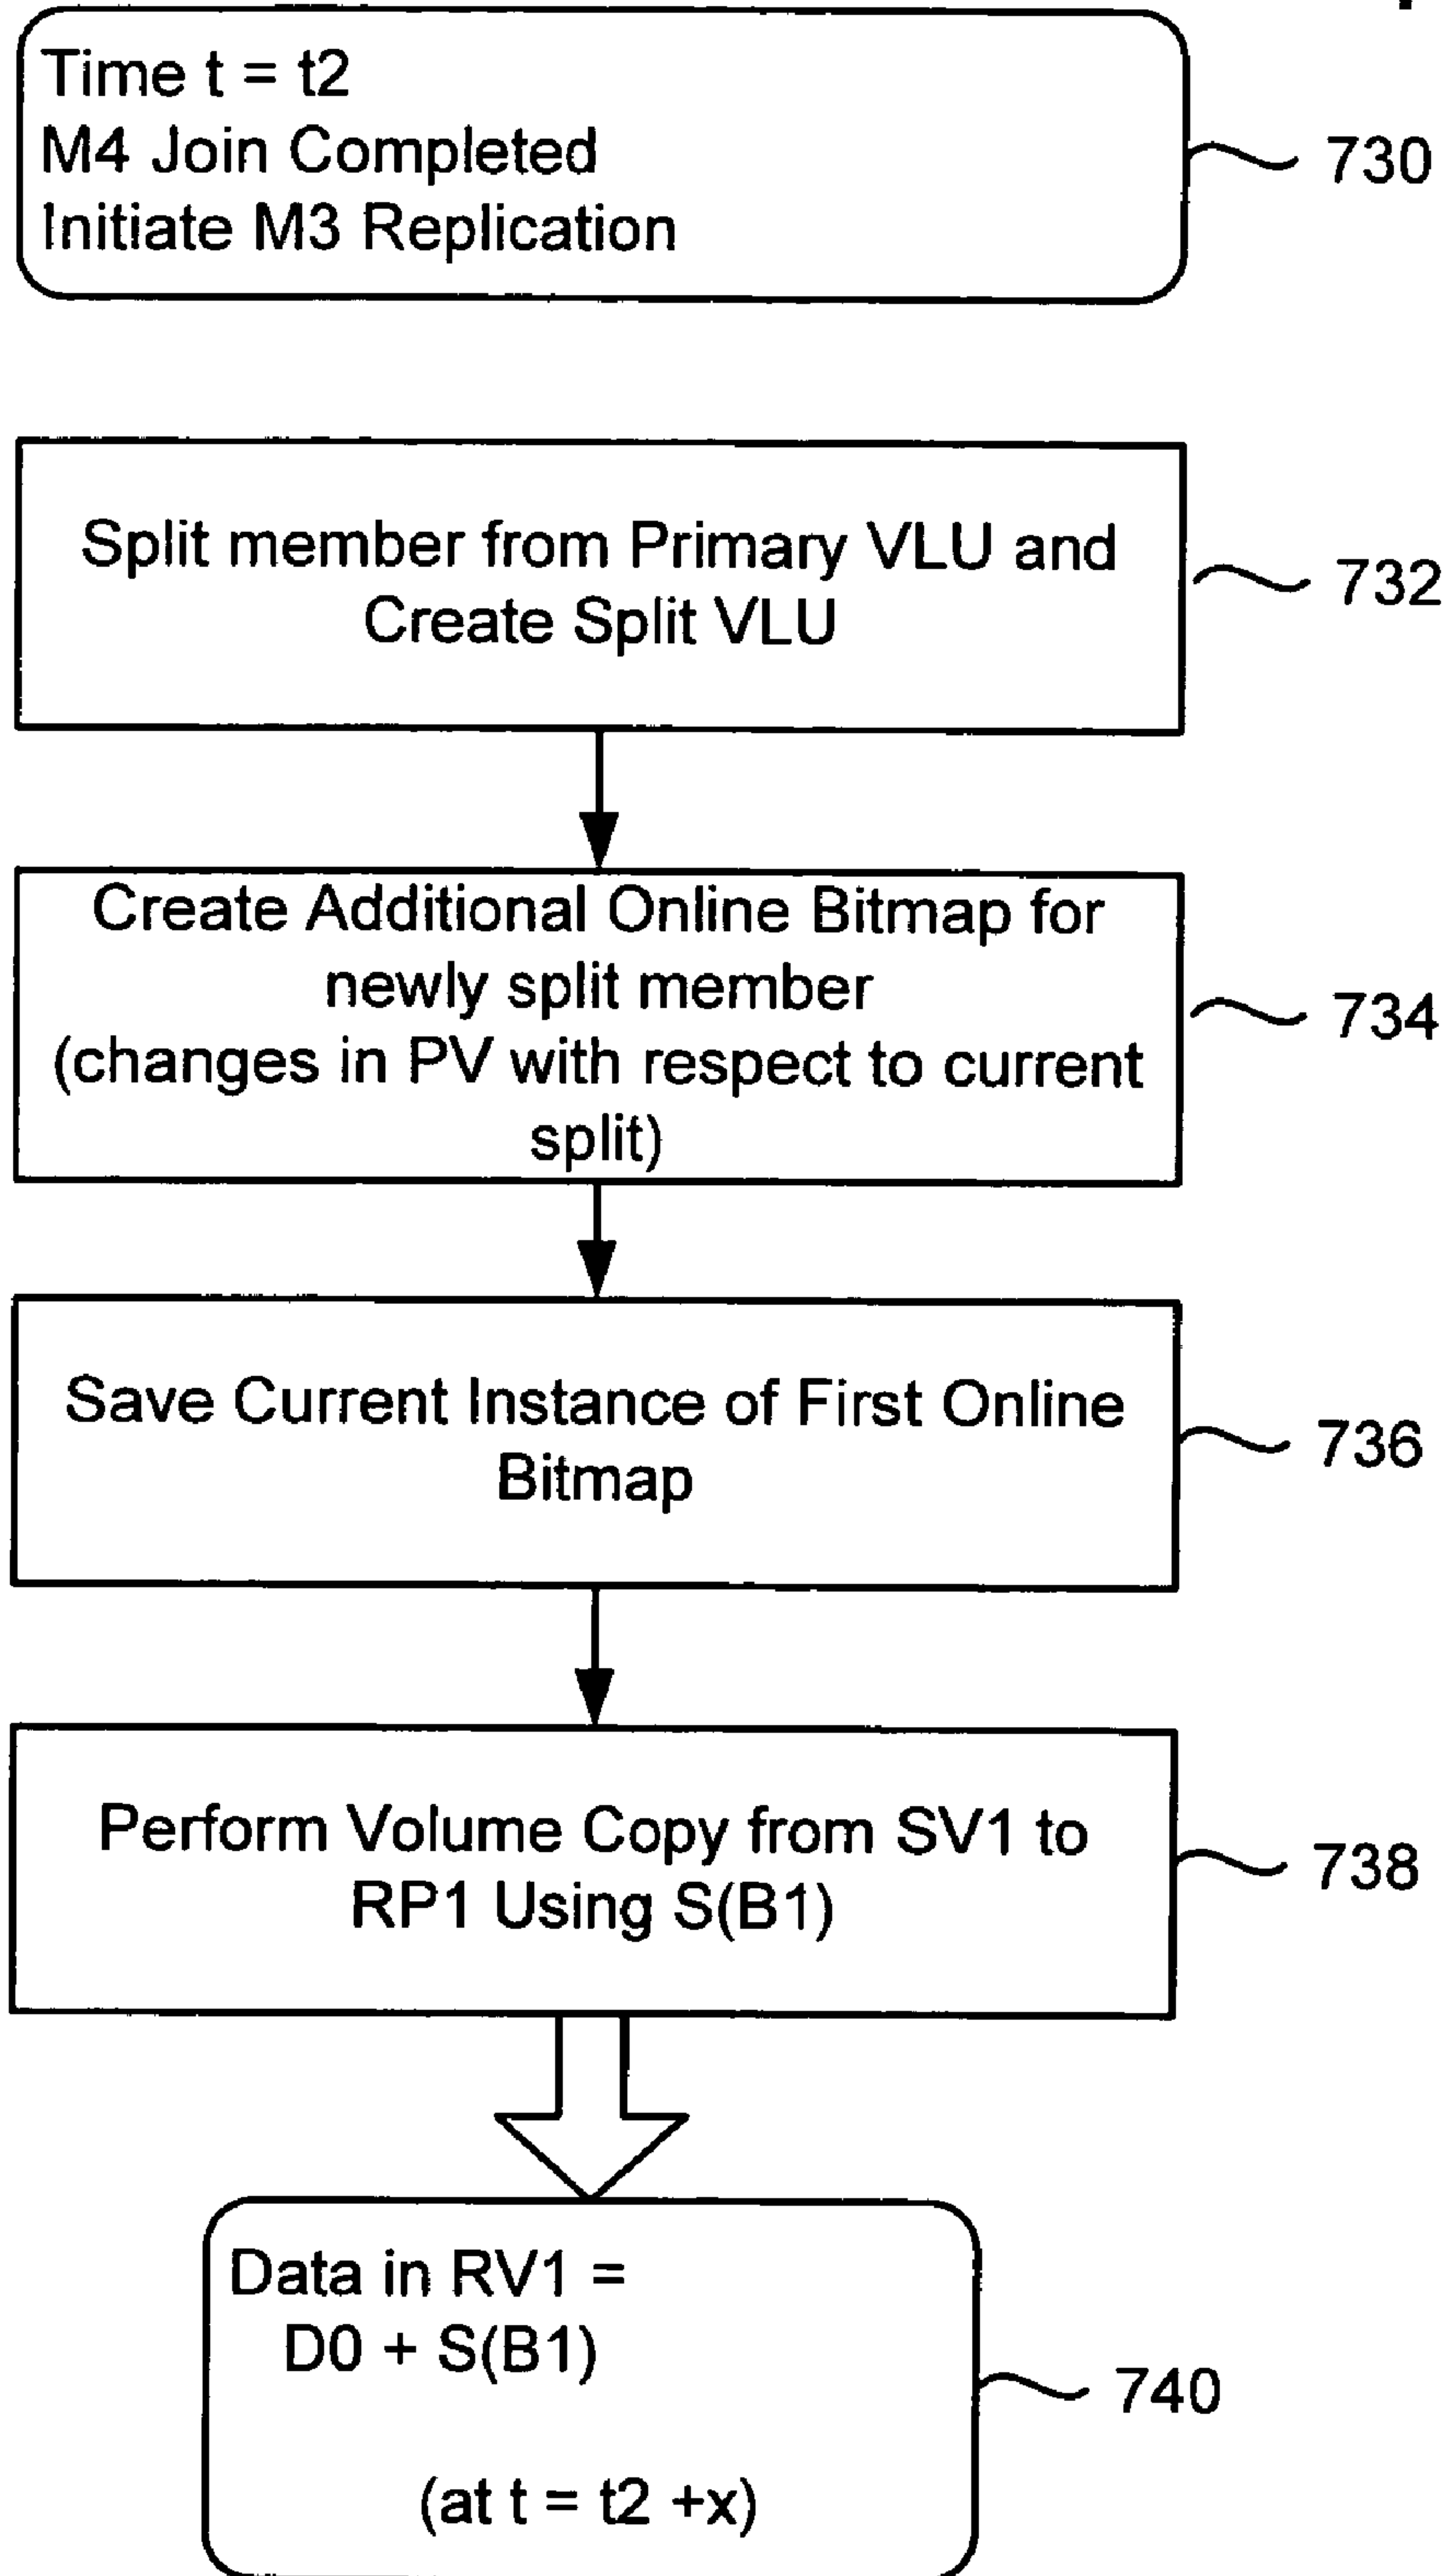 Time t = t2
M4 Join Completed
Initiate M3 Replication
730
Split member from Primary VLU and
Create Split VLU
732
Create Additional Online Bitmap for
newly split member
(changes in PV with respect to current
split)
734
Save Current Instance of First Online
Bitmap
736
Perform Volume Copy from SV1 to
RP1 Using S(B1)
738
Data in RV1 =
D0 + S(B1)
(at t = t2 +x)
740